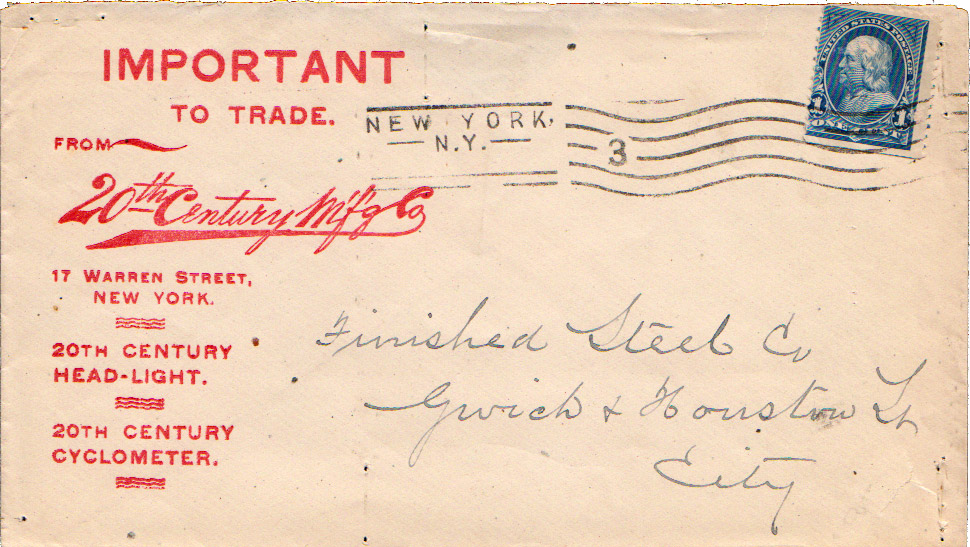 IMPORTANT
TO TRADE.
FROM
20th Century M'f'g Co
17 WARREN STREET,
NEW YORK.
20TH CENTURY
HEAD-LIGHT.
20TH CENTURY
CYCLOMETER.
NEW YORK,
N.Y.
3
UNITED STATES POSTAGE
1 1
ONE CENT
Finished Steel Co
Gwich & Houston St
City